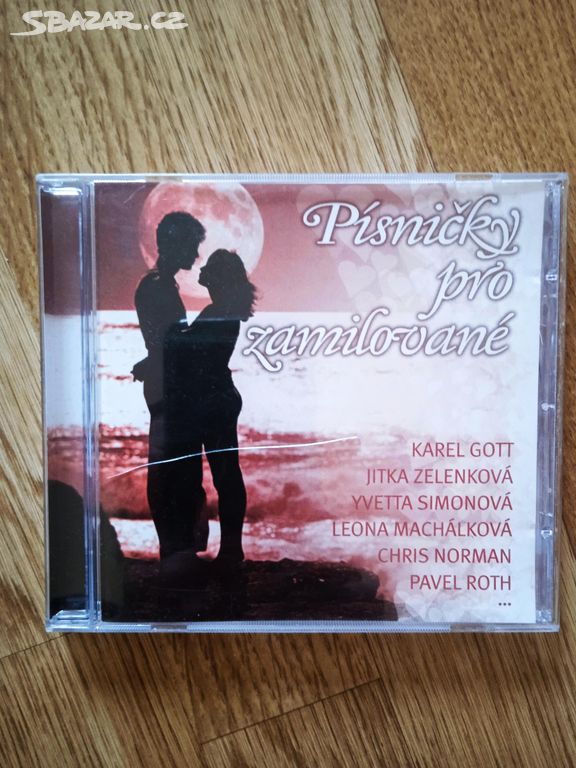 SBAZAR.CZ
Písničky
pro
zamilované
KAREL GOTT
JITKA ZELENKOVÁ
YVETTA SIMONOVÁ
LEONA MACHÁLKOVÁ
CHRIS NORMAN
PAVEL ROTH
...